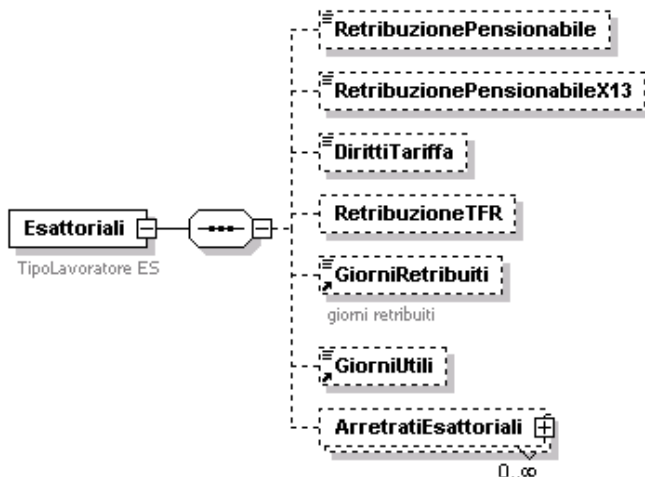 RetribuzionePensionabile
RetribuzionePensionabileX13
DirittiTariffa
Esattoriali
TipoLavoratore ES
RetribuzioneTFR
GiorniRetribuiti
giorni retribuiti
GiorniUtili
ArretratiEsattoriali
0..∞